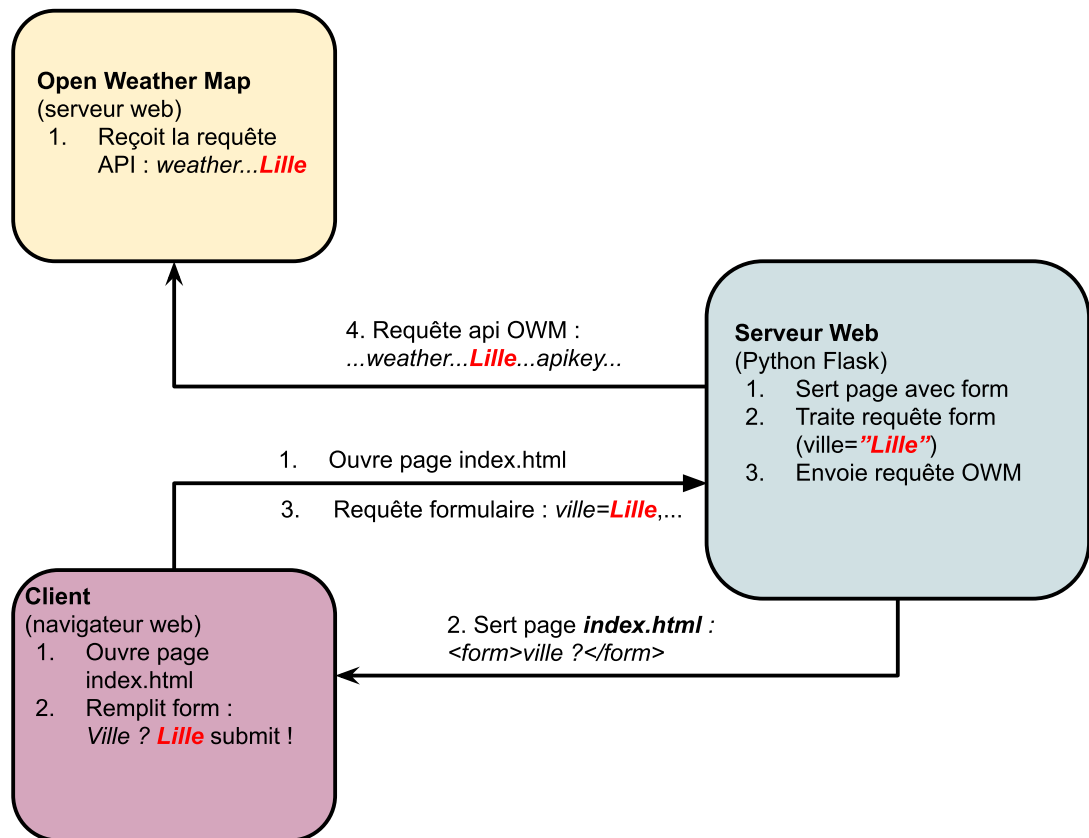 Open Weather Map
(serveur web)
1. Reçoit la requête
API : weather...Lille
4. Requête api OWM :
...weather...Lille...apikey...
Serveur Web
(Python Flask)
1. Sert page avec form
2. Traite requête form
(ville=”Lille”)
3. Envoie requête OWM
1. Ouvre page index.html
3. Requête formulaire : ville=Lille,...
Client
(navigateur web)
1. Ouvre page
index.html
2. Remplit form :
Ville ? Lille submit !
2. Sert page index.html :
<form>ville ?</form>